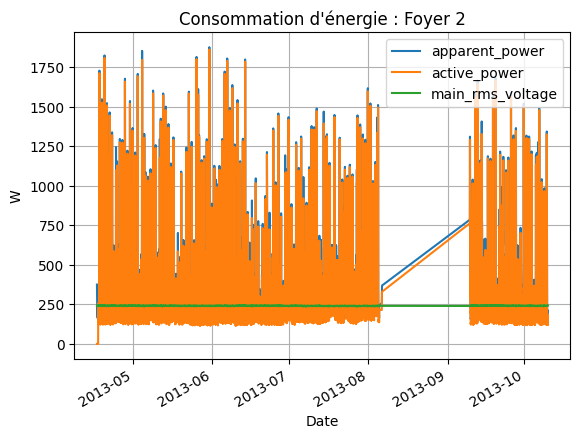 Consommation d'énergie : Foyer 2
apparent_power
active_power
main_rms_voltage
1750
1500
1250
1000
750
500
250
0
W
2013-05
2013-06
2013-07
2013-08
2013-09
2013-10
Date